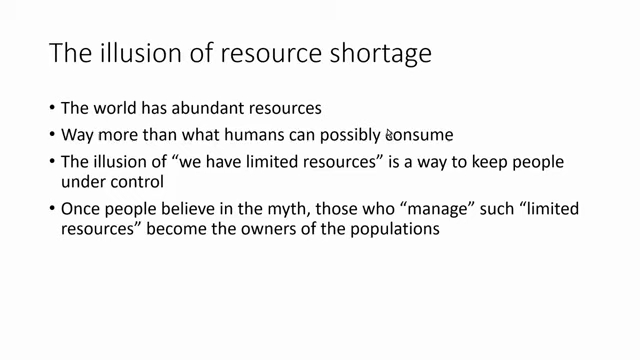 The illusion of resource shortage
• The world has abundant resources
• Way more than what humans can possibly consume
• The illusion of “we have limited resources” is a way to keep people
under control
• Once people believe in the myth, those who “manage” such “limited
resources” become the owners of the populations